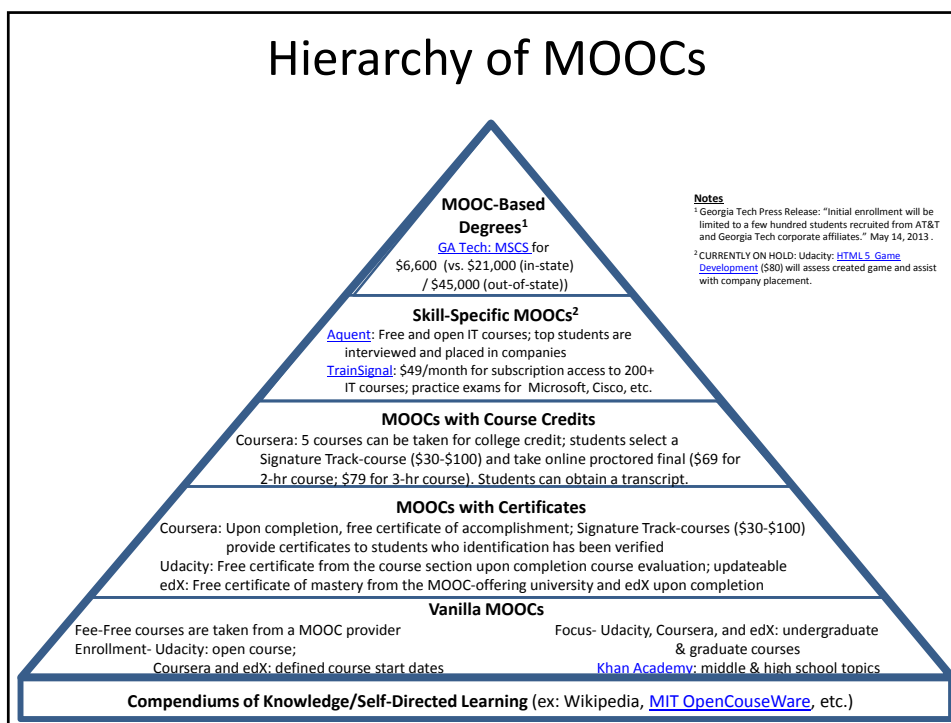 Hierarchy of MOOCs
MOOC-Based
Degrees1
GA Tech: MSCS for
$6,600 (vs. $21,000 (in-state)
/ $45,000 (out-of-state))
Notes
1 Georgia Tech Press Release: “Initial enrollment will be
limited to a few hundred students recruited from AT&T
and Georgia Tech corporate affiliates.” May 14, 2013 .
2 CURRENTLY ON HOLD: Udacity: HTML 5 Game
Development ($80) will assess created game and assist
with company placement.
Skill-Specific MOOCs2
Aquent: Free and open IT courses; top students are
interviewed and placed in companies
TrainSignal: $49/month for subscription access to 200+
IT courses; practice exams for Microsoft, Cisco, etc.
MOOCs with Course Credits
Coursera: 5 courses can be taken for college credit; students select a
Signature Track-course ($30-$100) and take online proctored final ($69 for
2-hr course; $79 for 3-hr course). Students can obtain a transcript.
MOOCs with Certificates
Coursera: Upon completion, free certificate of accomplishment; Signature Track-courses ($30-$100)
provide certificates to students who identification has been verified
Udacity: Free certificate from the course section upon completion course evaluation; updateable
edX: Free certificate of mastery from the MOOC-offering university and edX upon completion
Vanilla MOOCs
Fee-Free courses are taken from a MOOC provider
Enrollment- Udacity: open course;
Coursera and edX: defined course start dates
Focus- Udacity, Coursera, and edX: undergraduate
& graduate courses
Khan Academy: middle & high school topics
Compendiums of Knowledge/Self-Directed Learning (ex: Wikipedia, MIT OpenCouseWare, etc.)